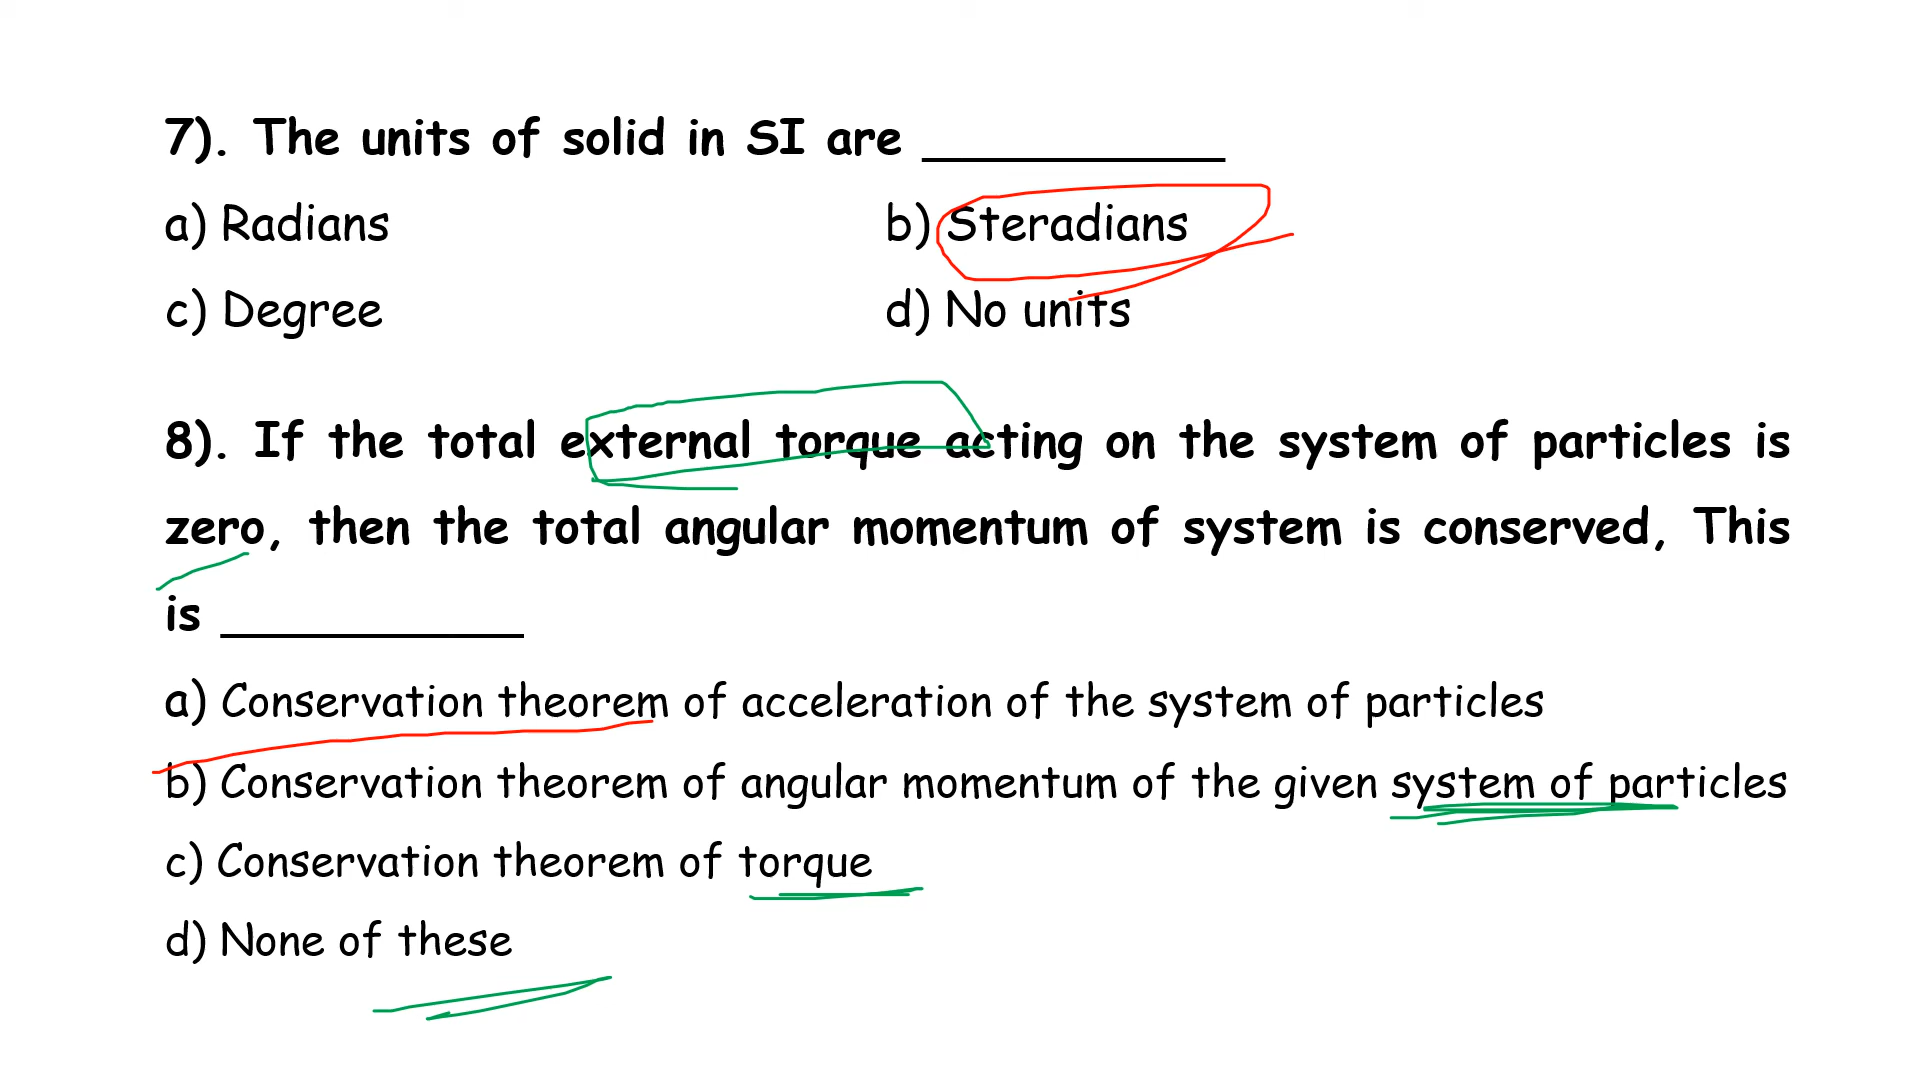 7). The units of solid in SI are ___________
a) Radians b) Steradians
c) Degree d) No units
8). If the total external torque acting on the system of particles is
zero, then the total angular momentum of system is conserved, This
is ___________
a) Conservation theorem of acceleration of the system of particles
b) Conservation theorem of angular momentum of the given system of particles
c) Conservation theorem of torque
d) None of these